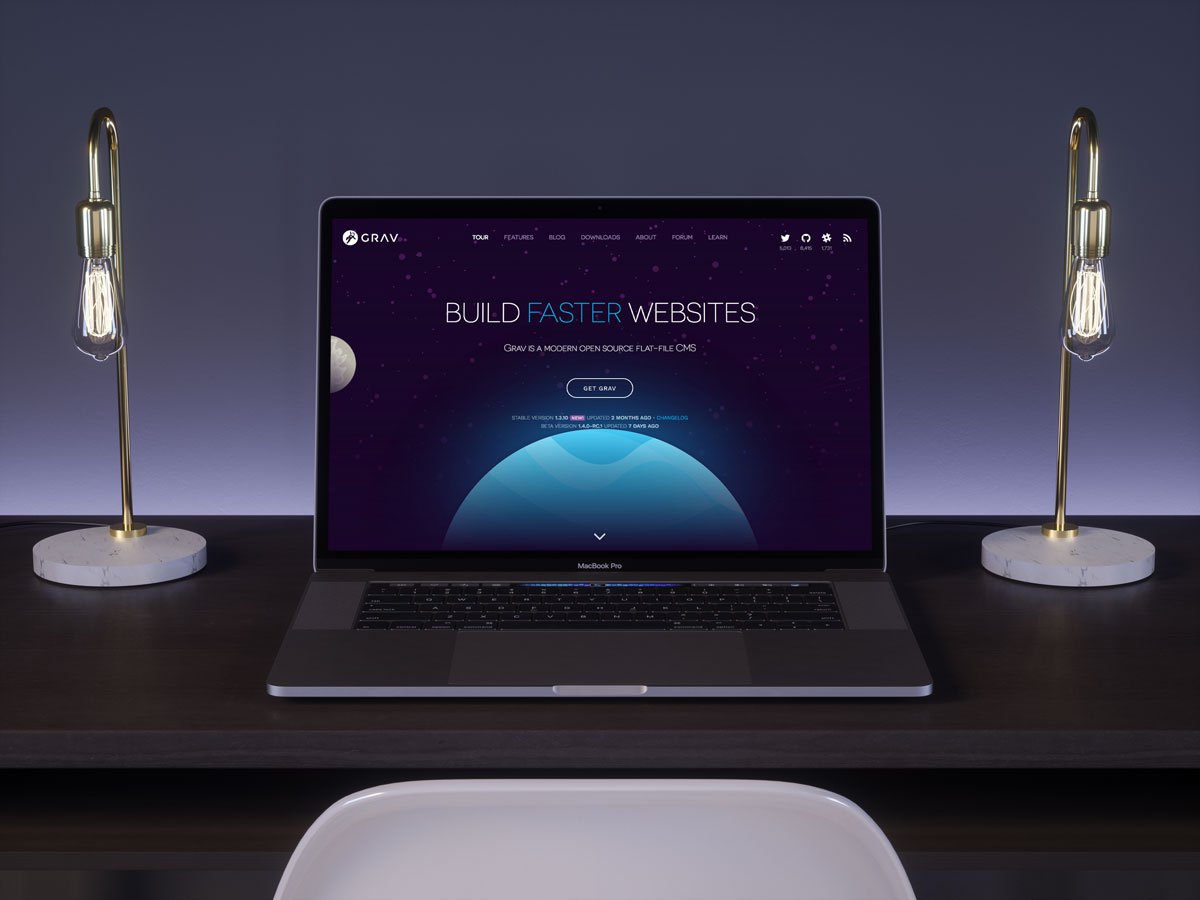 GRAV
TOUR FEATURES BLOG DOWNLOADS ABOUT FORUM LEARN
5,013 8,415 1,731
BUILD FASTER WEBSITES
GRAV IS A MODERN OPEN SOURCE FLAT-FILE CMS
GET GRAV
STABLE VERSION 1.3.10 NEW! UPDATED 2 MONTHS AGO - CHANGELOG
BETA VERSION 1.4.0-RC.1 UPDATED 7 DAYS AGO
MacBook Pro